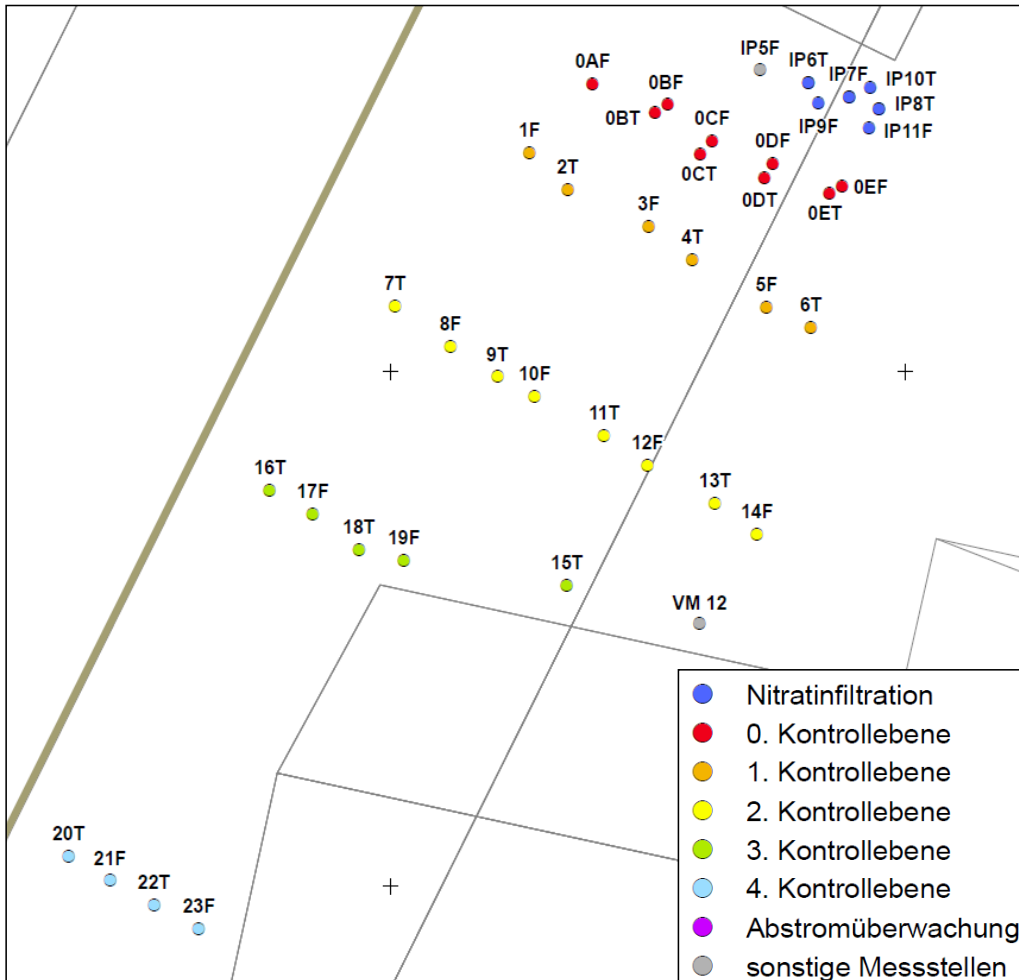 IP5F
IP6T
0AF
IP7F
IP10T
0BF
IP8T
0BT
IP9F
IP11F
0CF
1F
0DF
0CT
2T
0DT
0EF
0ET
3F
4T
7T
5F
6T
8F
9T
10F
11T
12F
16T
13T
17F
14F
18T
19F
15T
VM 12
Nitratinfiltration
0. Kontrollebene
1. Kontrollebene
2. Kontrollebene
20T
3. Kontrollebene
21F
22T
4. Kontrollebene
23F
Abstromüberwachung
sonstige Messstellen